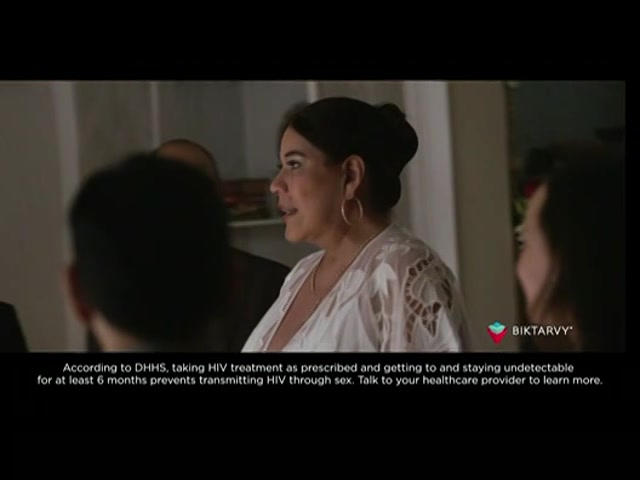 BIKTARVY®
According to DHHS, taking HIV treatment as prescribed and getting to and staying undetectable
for at least 6 months prevents transmitting HIV through sex. Talk to your healthcare provider to learn more.